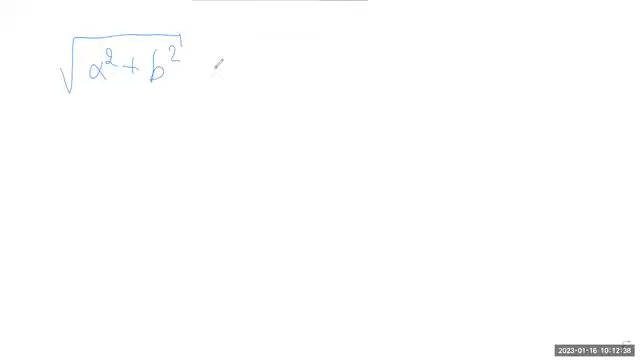 √(a² + b²)
2023-01-16 10:12:38